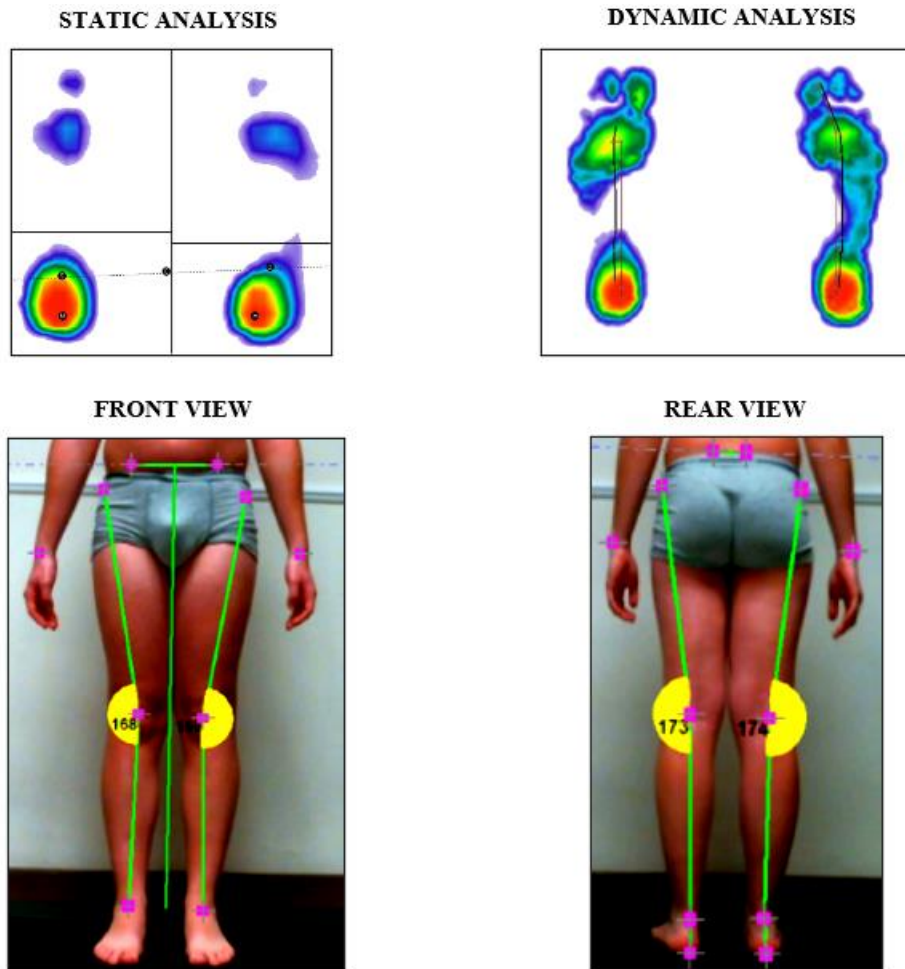 STATIC ANALYSIS
DYNAMIC ANALYSIS
FRONT VIEW
REAR VIEW
168
173
174